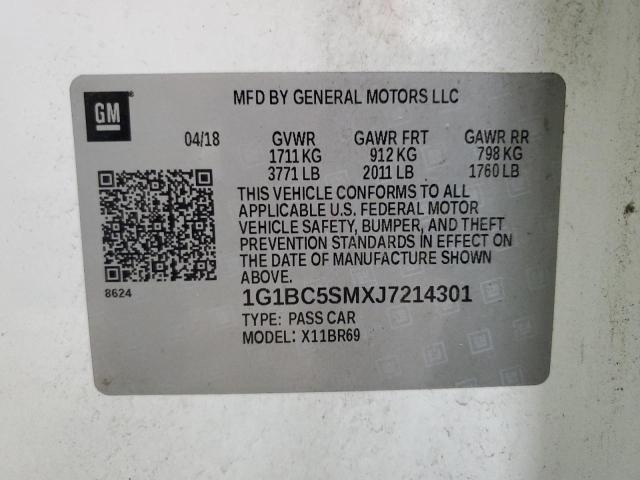 GM
MFD BY GENERAL MOTORS LLC
04/18 GVWR GAWR FRT GAWR RR
1711 KG 912 KG 798 KG
3771 LB 2011 LB 1760 LB
THIS VEHICLE CONFORMS TO ALL
APPLICABLE U.S. FEDERAL MOTOR
VEHICLE SAFETY, BUMPER, AND THEFT
PREVENTION STANDARDS IN EFFECT ON
THE DATE OF MANUFACTURE SHOWN
ABOVE.
8624
1G1BC5SMXJ7214301
TYPE: PASS CAR
MODEL: X11BR69